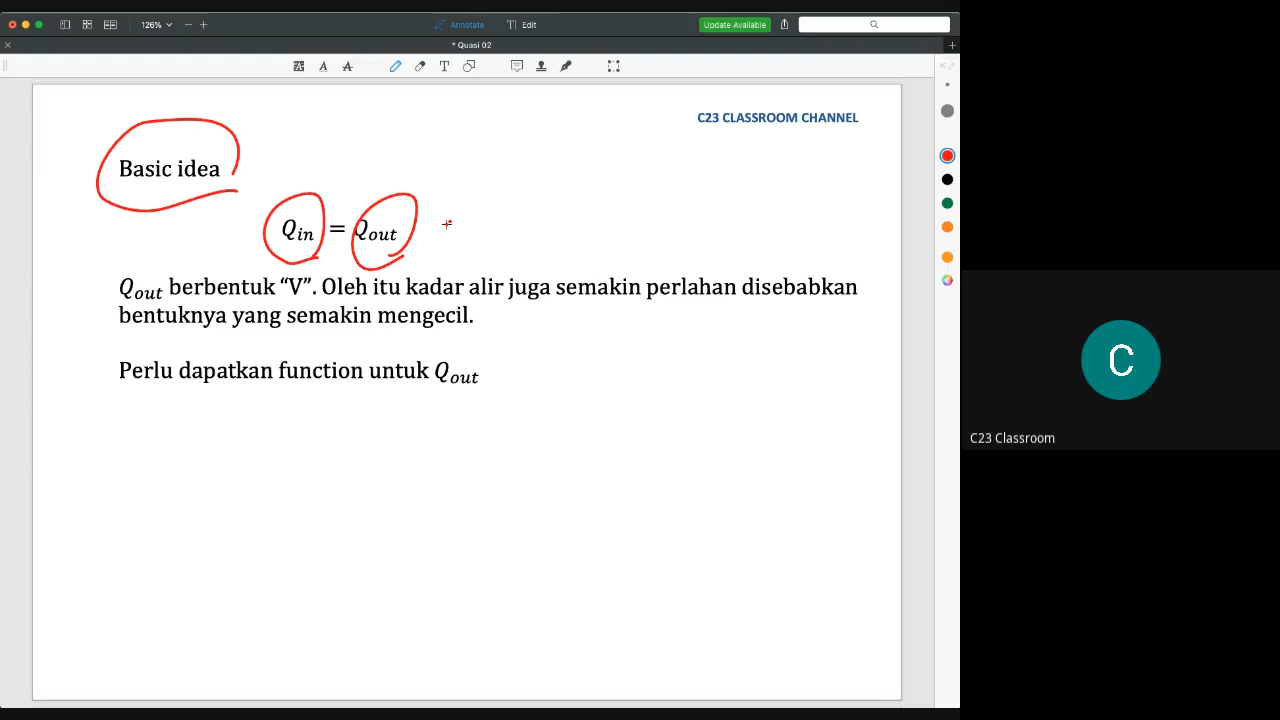 126%
Annotate
Edit
Update Available
* Quasi 02
C23 CLASSROOM CHANNEL
Basic idea
Q_in = Q_out
Q_out berbentuk “V”. Oleh itu kadar alir juga semakin perlahan disebabkan
bentuknya yang semakin mengecil.
Perlu dapatkan function untuk Q_out
C
C23 Classroom